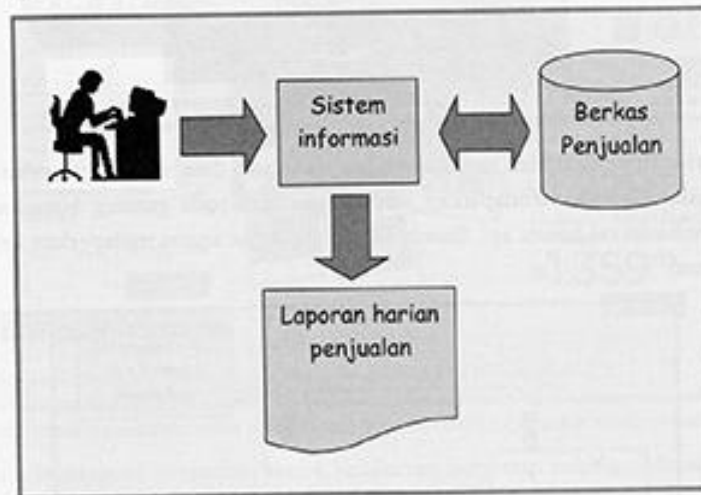 Sistem
informasi
Berkas
Penjualan
Laporan harian
penjualan